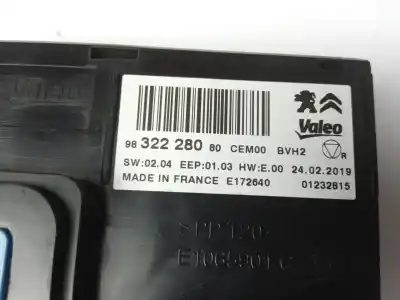 Valeo
98 322 280 80 CEM00 BVH2
R
SW:02.04 EEP:01.03 HW:E.00 24.02.2019
MADE IN FRANCE E172640 01232815